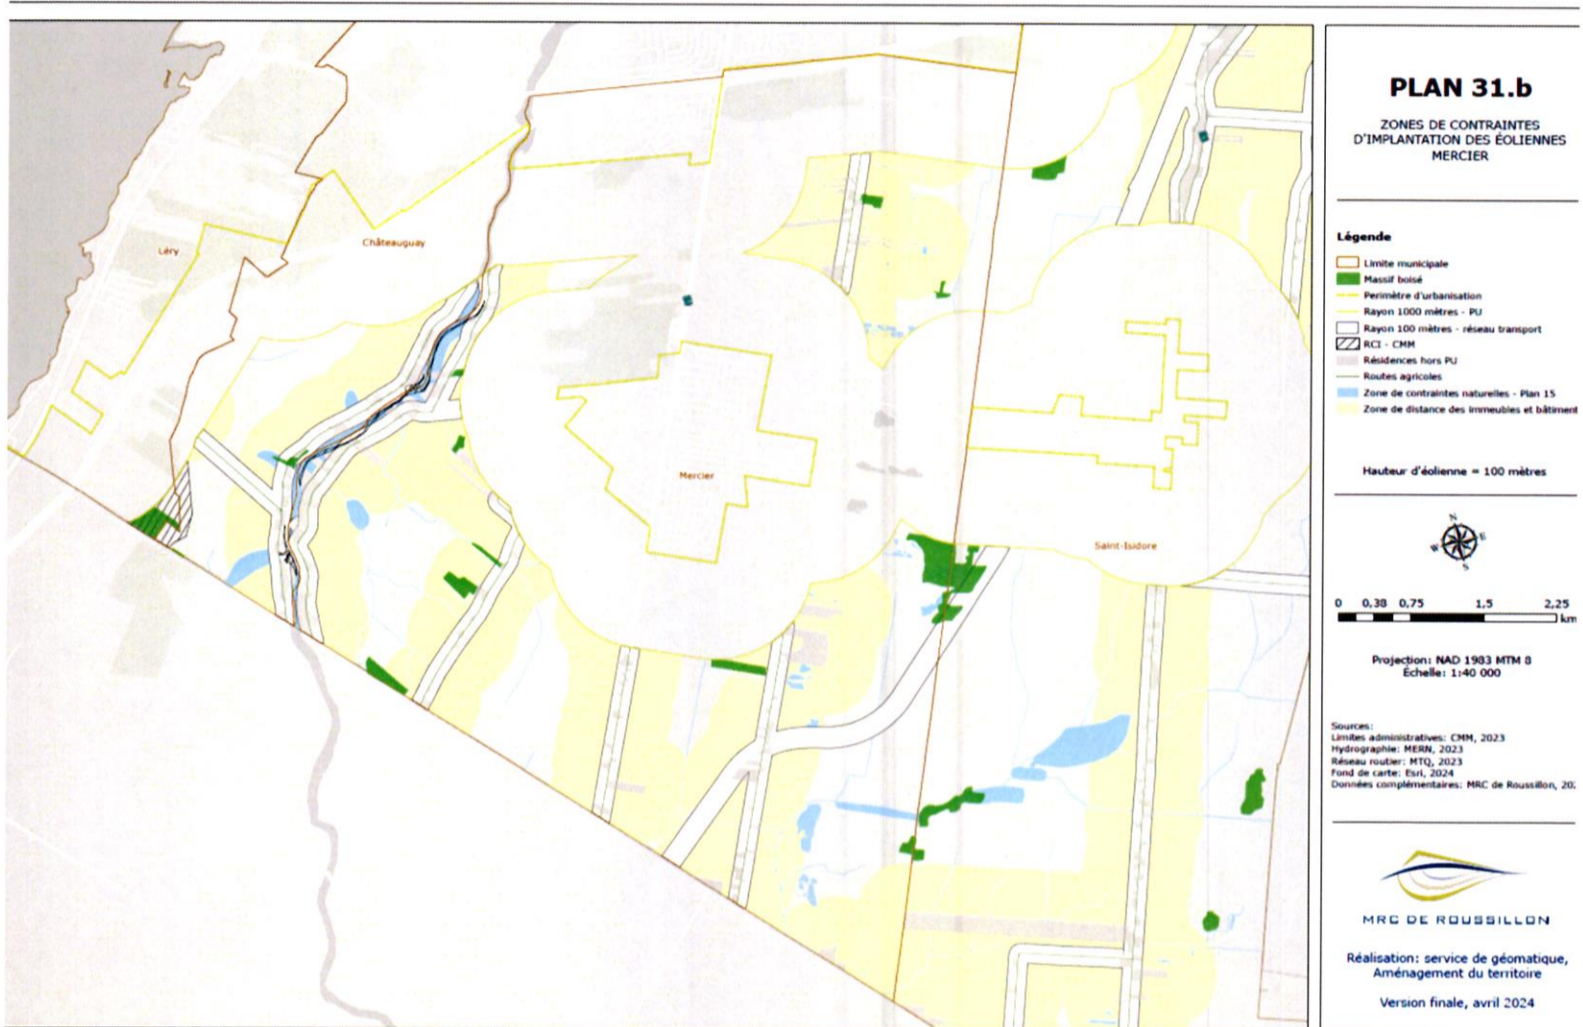 PLAN 31.b
ZONES DE CONTRAINTES
D'IMPLANTATION DES ÉOLIENNES
MERCIER
Légende
Limite municipale
Massif boisé
Perimètre d'urbanisation
Rayon 1000 mètres - PU
Rayon 100 mètres - réseau transport
RCI - CMM
Résidences hors PU
Routes agricoles
Zone de contraintes naturelles - Plan 15
Zone de distance des immeubles et bâtiment
Hauteur d'éolienne = 100 mètres
N
W E
S
0 0,38 0,75 1,5 2,25
km
Projection: NAD 1983 MTM 8
Échelle: 1:40 000
Sources:
Limites administratives: CMM, 2023
Hydrographie: MERN, 2023
Réseau routier: MTQ, 2023
Fond de carte: Esri, 2024
Données complémentaires: MRC de Roussillon, 202
MRC DE ROUSSILLON
Réalisation: service de géomatique,
Aménagement du territoire
Version finale, avril 2024
Léry
Châteauguay
Mercier
Saint-Isidore